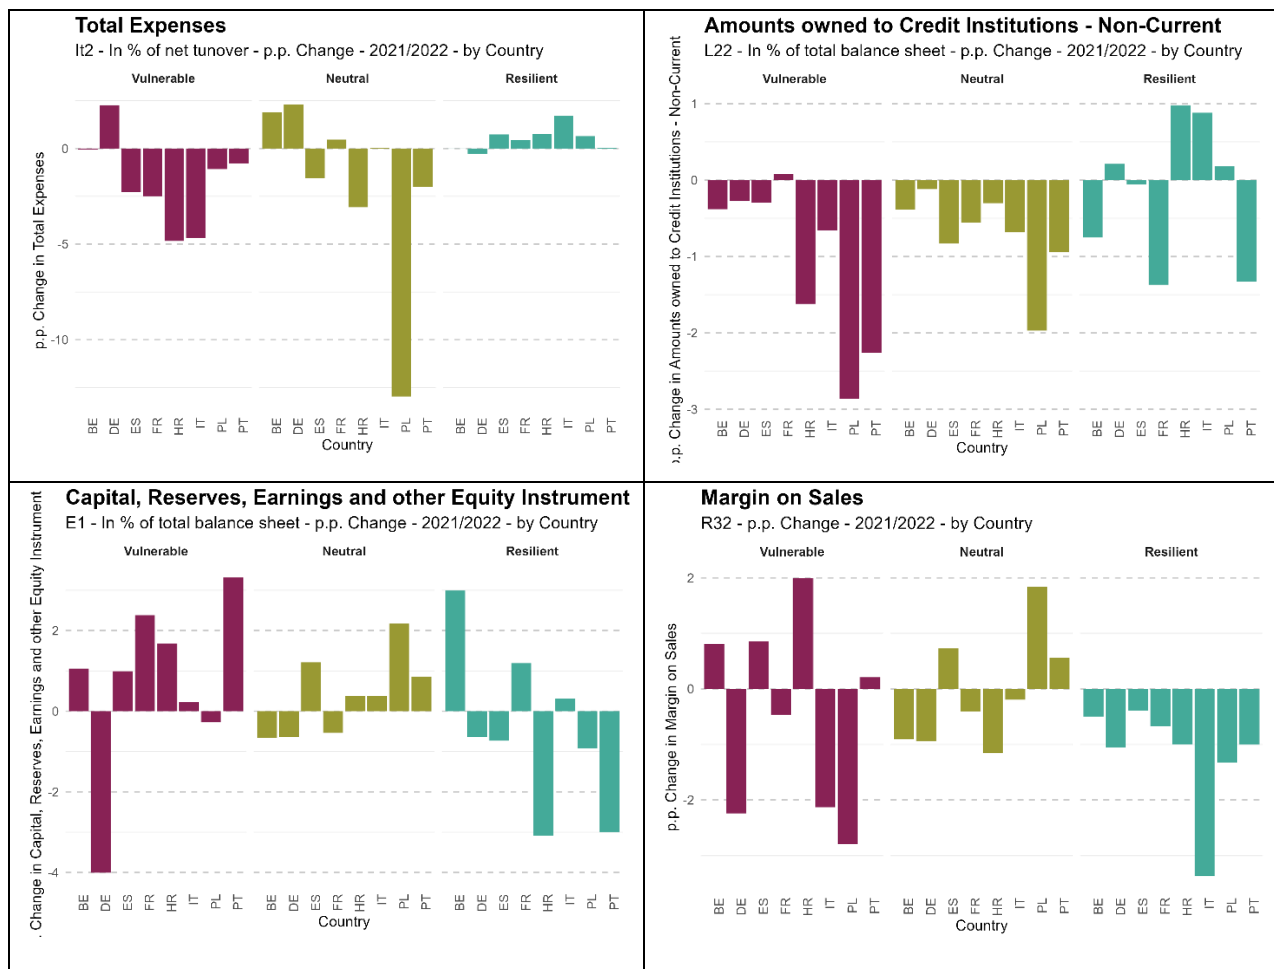 Total Expenses
It2 - In % of net tunover - p.p. Change - 2021/2022 - by Country
Vulnerable Neutral Resilient
p.p. Change in Total Expenses
0
-5
-10
BE DE ES FR HR IT PL PT BE DE ES FR HR IT PL PT BE DE ES FR HR IT PL PT
Country
Amounts owned to Credit Institutions - Non-Current
L22 - In % of total balance sheet - p.p. Change - 2021/2022 - by Country
Vulnerable Neutral Resilient
p.p. Change in Amounts owned to Credit Institutions - Non-Current
1
0
-1
-2
-3
BE DE ES FR HR IT PL PT BE DE ES FR HR IT PL PT BE DE ES FR HR IT PL PT
Country
Capital, Reserves, Earnings and other Equity Instrument
E1 - In % of total balance sheet - p.p. Change - 2021/2022 - by Country
Vulnerable Neutral Resilient
. Change in Capital, Reserves, Earnings and other Equity Instrument
2
0
-2
-4
BE DE ES FR HR IT PL PT BE DE ES FR HR IT PL PT BE DE ES FR HR IT PL PT
Country
Margin on Sales
R32 - p.p. Change - 2021/2022 - by Country
Vulnerable Neutral Resilient
p.p. Change in Margin on Sales
2
0
-2
BE DE ES FR HR IT PL PT BE DE ES FR HR IT PL PT BE DE ES FR HR IT PL PT
Country